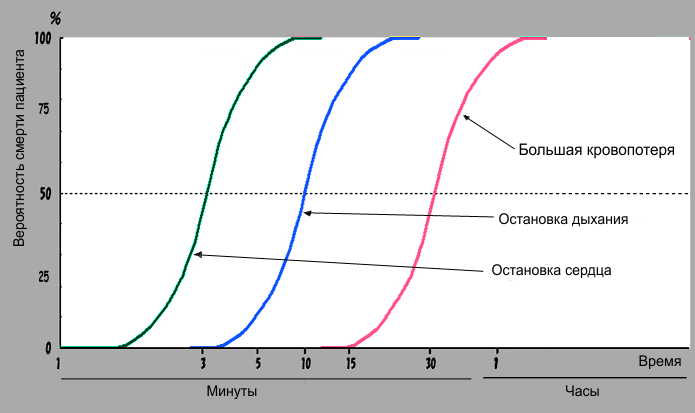 %
Вероятность смерти пациента
100
75
50
25
0
Большая кровопотеря
Остановка дыхания
Остановка сердца
1 3 5 10 15 30 1 Время
Минуты Часы